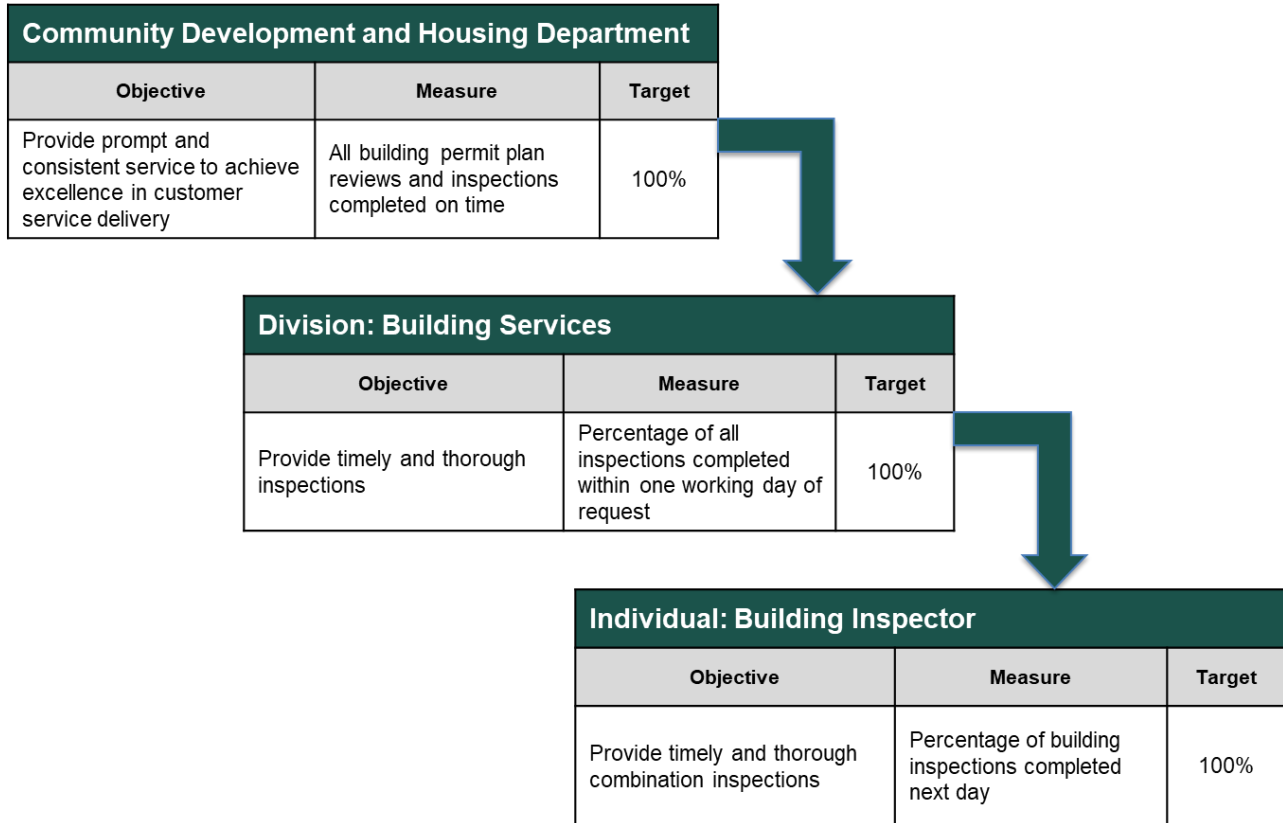 Community Development and Housing Department
Objective
Measure
Target
Provide prompt and
consistent service to achieve
excellence in customer
service delivery
All building permit plan
reviews and inspections
completed on time
100%
Division: Building Services
Objective
Measure
Target
Provide timely and thorough
inspections
Percentage of all
inspections completed
within one working day of
request
100%
Individual: Building Inspector
Objective
Measure
Target
Provide timely and thorough
combination inspections
Percentage of building
inspections completed
next day
100%